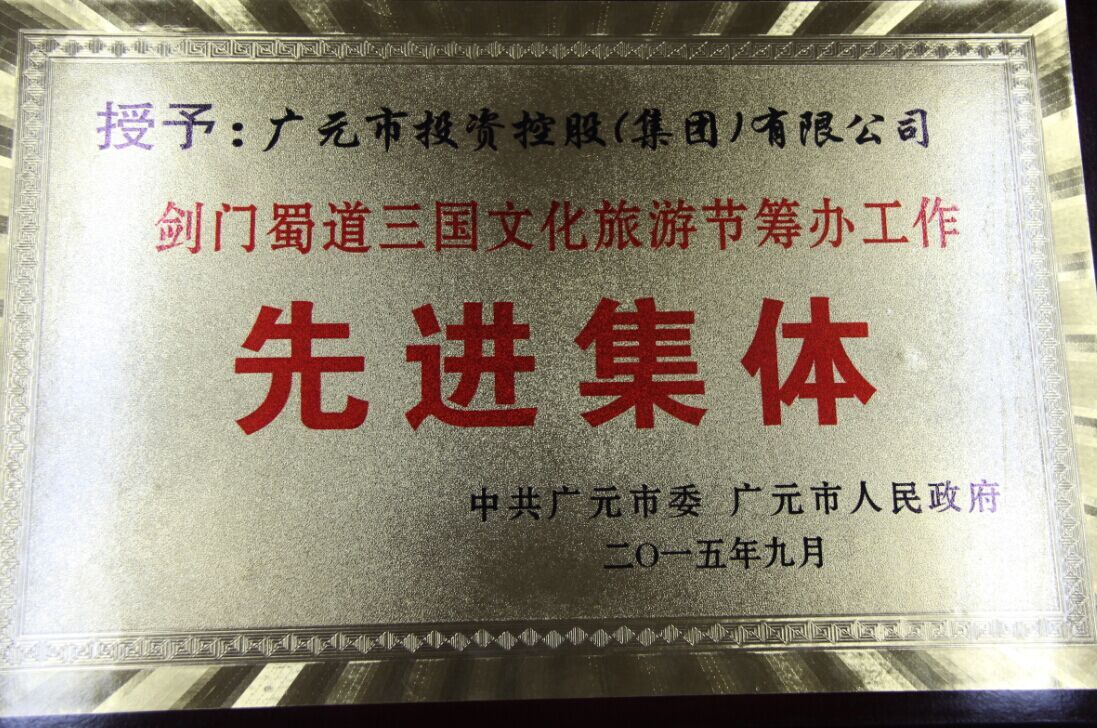 授予：广元市投资控股(集团)有限公司
剑门蜀道三国文化旅游节筹办工作
先进集体
中共广元市委 广元市人民政府
二〇一五年九月